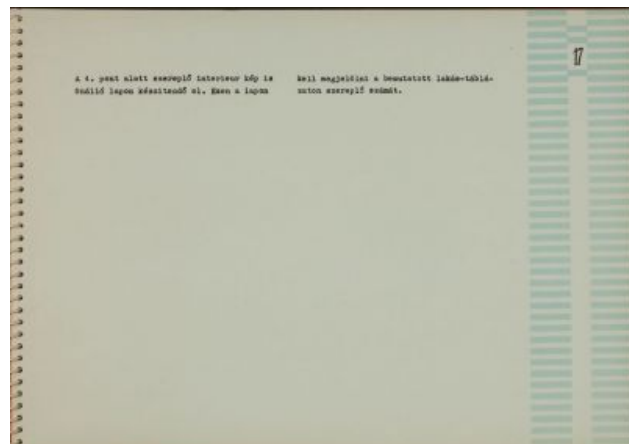 A 4. pont alatt szereplő interieur kép is
önálló lapon készítendő el. Ezen a lapon
kell megjelölni a bemutatott lakás-táblá-
zaton szereplő számát.
17